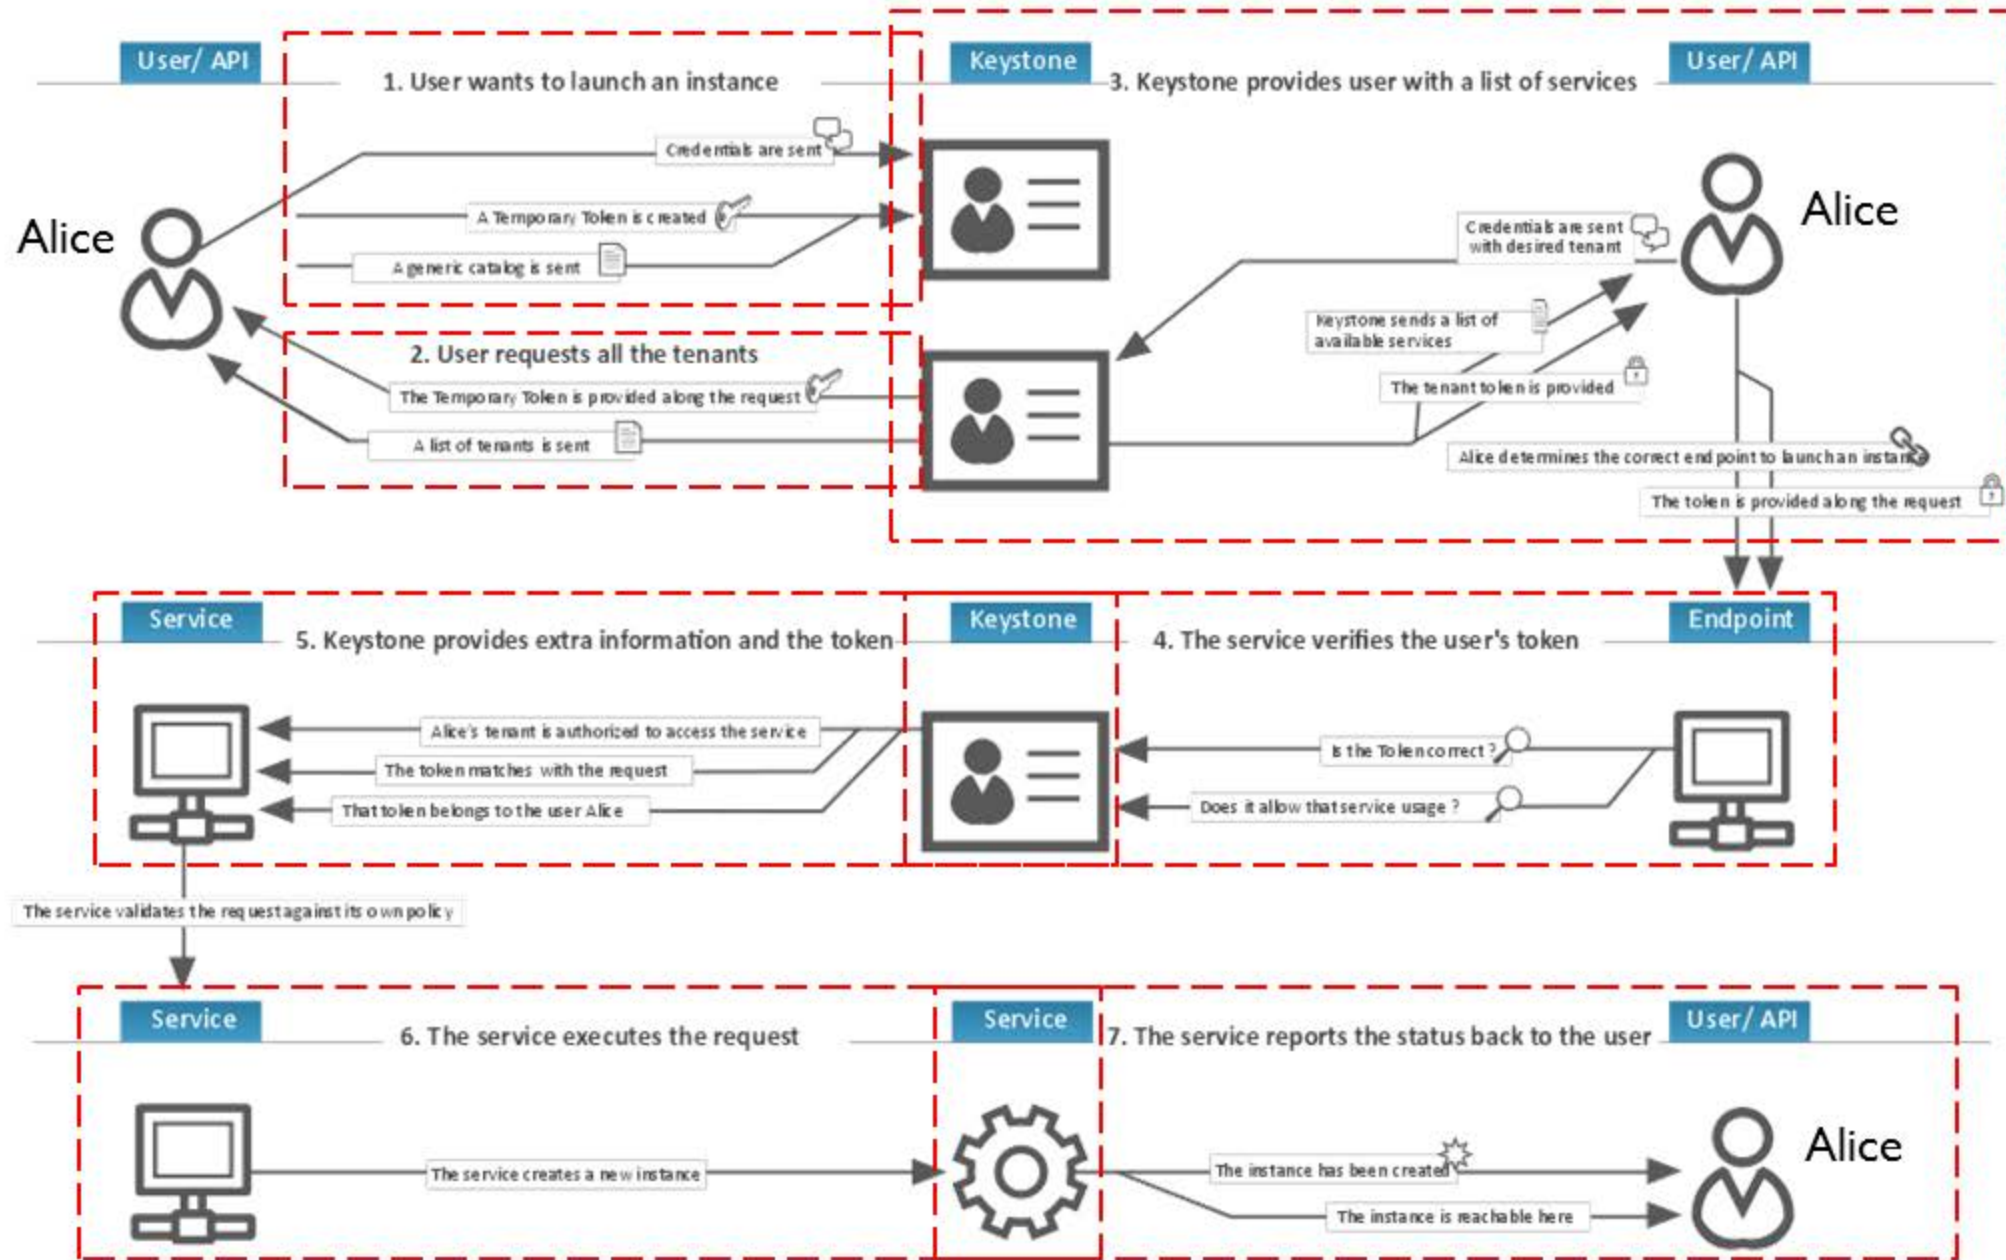 User/ API
1. User wants to launch an instance
Keystone
3. Keystone provides user with a list of services
User/ API
Credentials are sent
A Temporary Token is created
A generic catalog is sent
Alice
Alice
Credentials are sent
with desired tenant
Keystone sends a list of
available services
The tenant token is provided
2. User requests all the tenants
The Temporary Token is provided along the request
A list of tenants is sent
Alice determines the correct end point to launch an instance
The token is provided along the request
Service
5. Keystone provides extra information and the token
Keystone
4. The service verifies the user's token
Endpoint
Alice's tenant is authorized to access the service
The token matches with the request
That token belongs to the user Alice
Is the Token correct ?
Does it allow that service usage ?
The service validates the request against its own policy
Service
6. The service executes the request
Service
7. The service reports the status back to the user
User/ API
The service creates a new instance
The instance has been created
The instance is reachable here
Alice